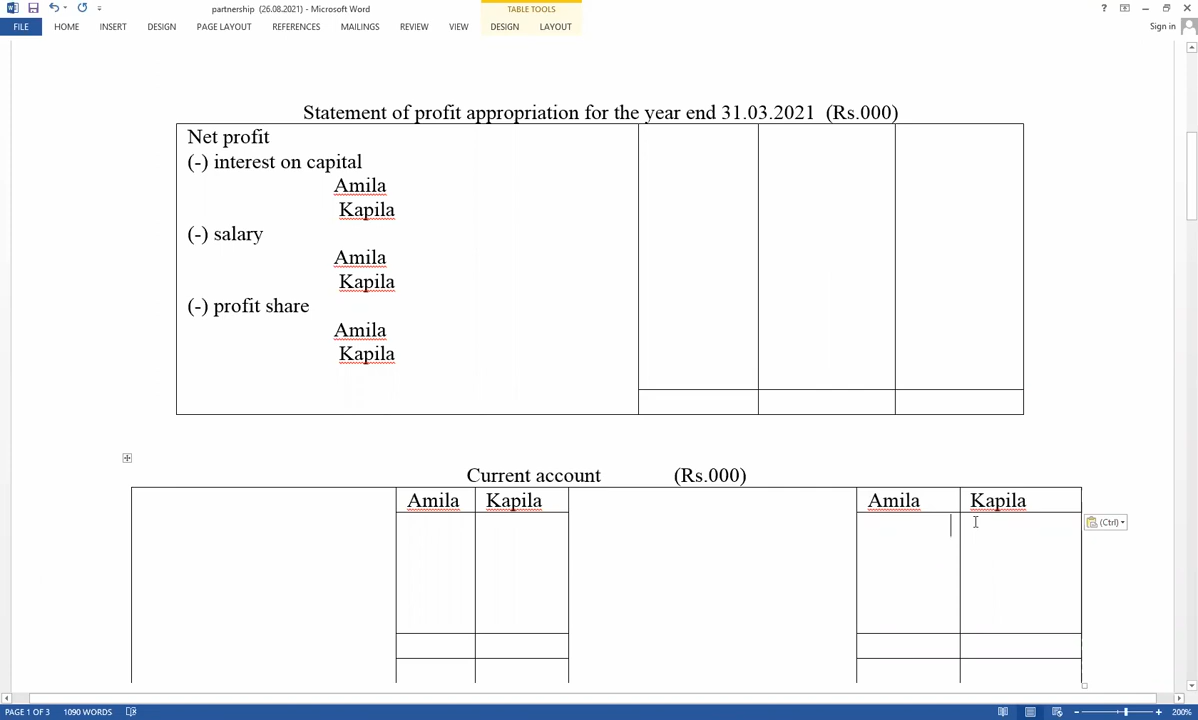 partnership (26.08.2021) - Microsoft Word
TABLE TOOLS
?
FILE HOME INSERT DESIGN PAGE LAYOUT REFERENCES MAILINGS REVIEW VIEW DESIGN LAYOUT Sign in
Statement of profit appropriation for the year end 31.03.2021 (Rs.000)
Net profit
(-) interest on capital
Amila
Kapila
(-) salary
Amila
Kapila
(-) profit share
Amila
Kapila
Current account (Rs.000)
Amila Kapila Amila Kapila
(Ctrl)
PAGE 1 OF 3 1090 WORDS 200%